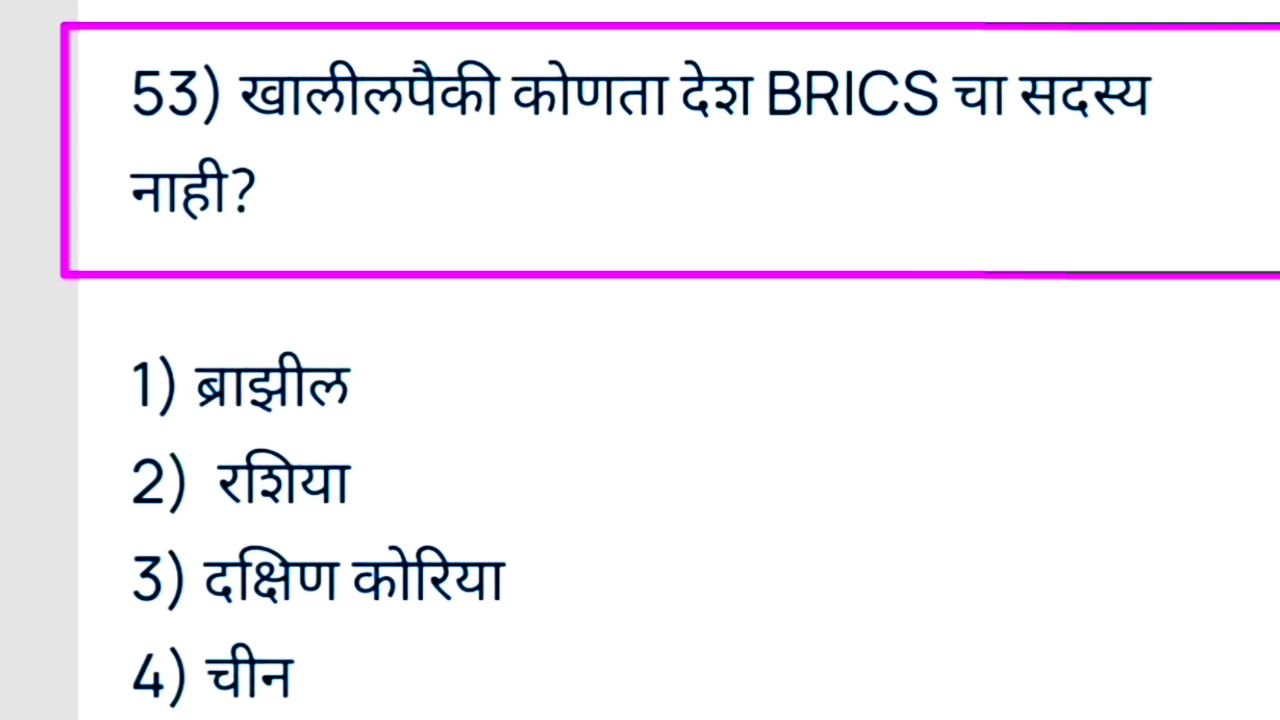 53) खालीलपैकी कोणता देश BRICS चा सदस्य
नाही?
1) ब्राझील
2) रशिया
3) दक्षिण कोरिया
4) चीन